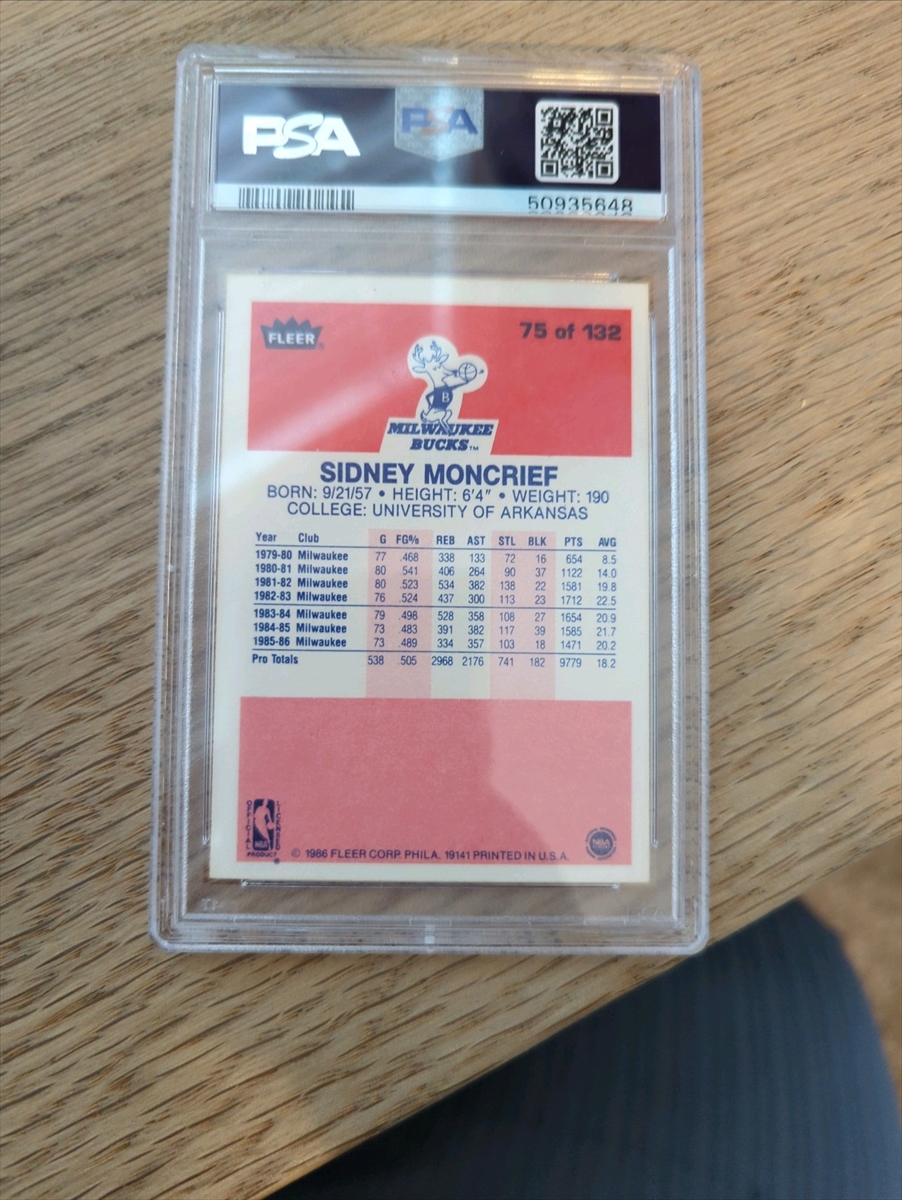 PSA PSA
50935648
FLEER
75 of 132
B
MILWAUKEE
BUCKS™
SIDNEY MONCRIEF
BORN: 9/21/57 • HEIGHT: 6'4" • WEIGHT: 190
COLLEGE: UNIVERSITY OF ARKANSAS
Year Club G FG% REB AST STL BLK PTS AVG
1979-80 Milwaukee 77 .468 338 133 72 16 654 8.5
1980-81 Milwaukee 80 .541 406 264 90 37 1122 14.0
1981-82 Milwaukee 80 .523 534 382 138 22 1581 19.8
1982-83 Milwaukee 76 .524 437 300 113 23 1712 22.5
1983-84 Milwaukee 79 .498 528 358 108 27 1654 20.9
1984-85 Milwaukee 73 .483 391 382 117 39 1585 21.7
1985-86 Milwaukee 73 .489 334 357 103 18 1471 20.2
Pro Totals 538 .505 2968 2176 741 182 9779 18.2
OFFICIAL LICENSED
NBA
PRODUCT
© 1986 FLEER CORP. PHILA. 19141 PRINTED IN U.S.A.
NBA